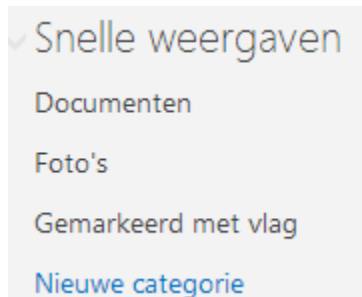 Snelle weergaven
Documenten
Foto's
Gemarkeerd met vlag
Nieuwe categorie